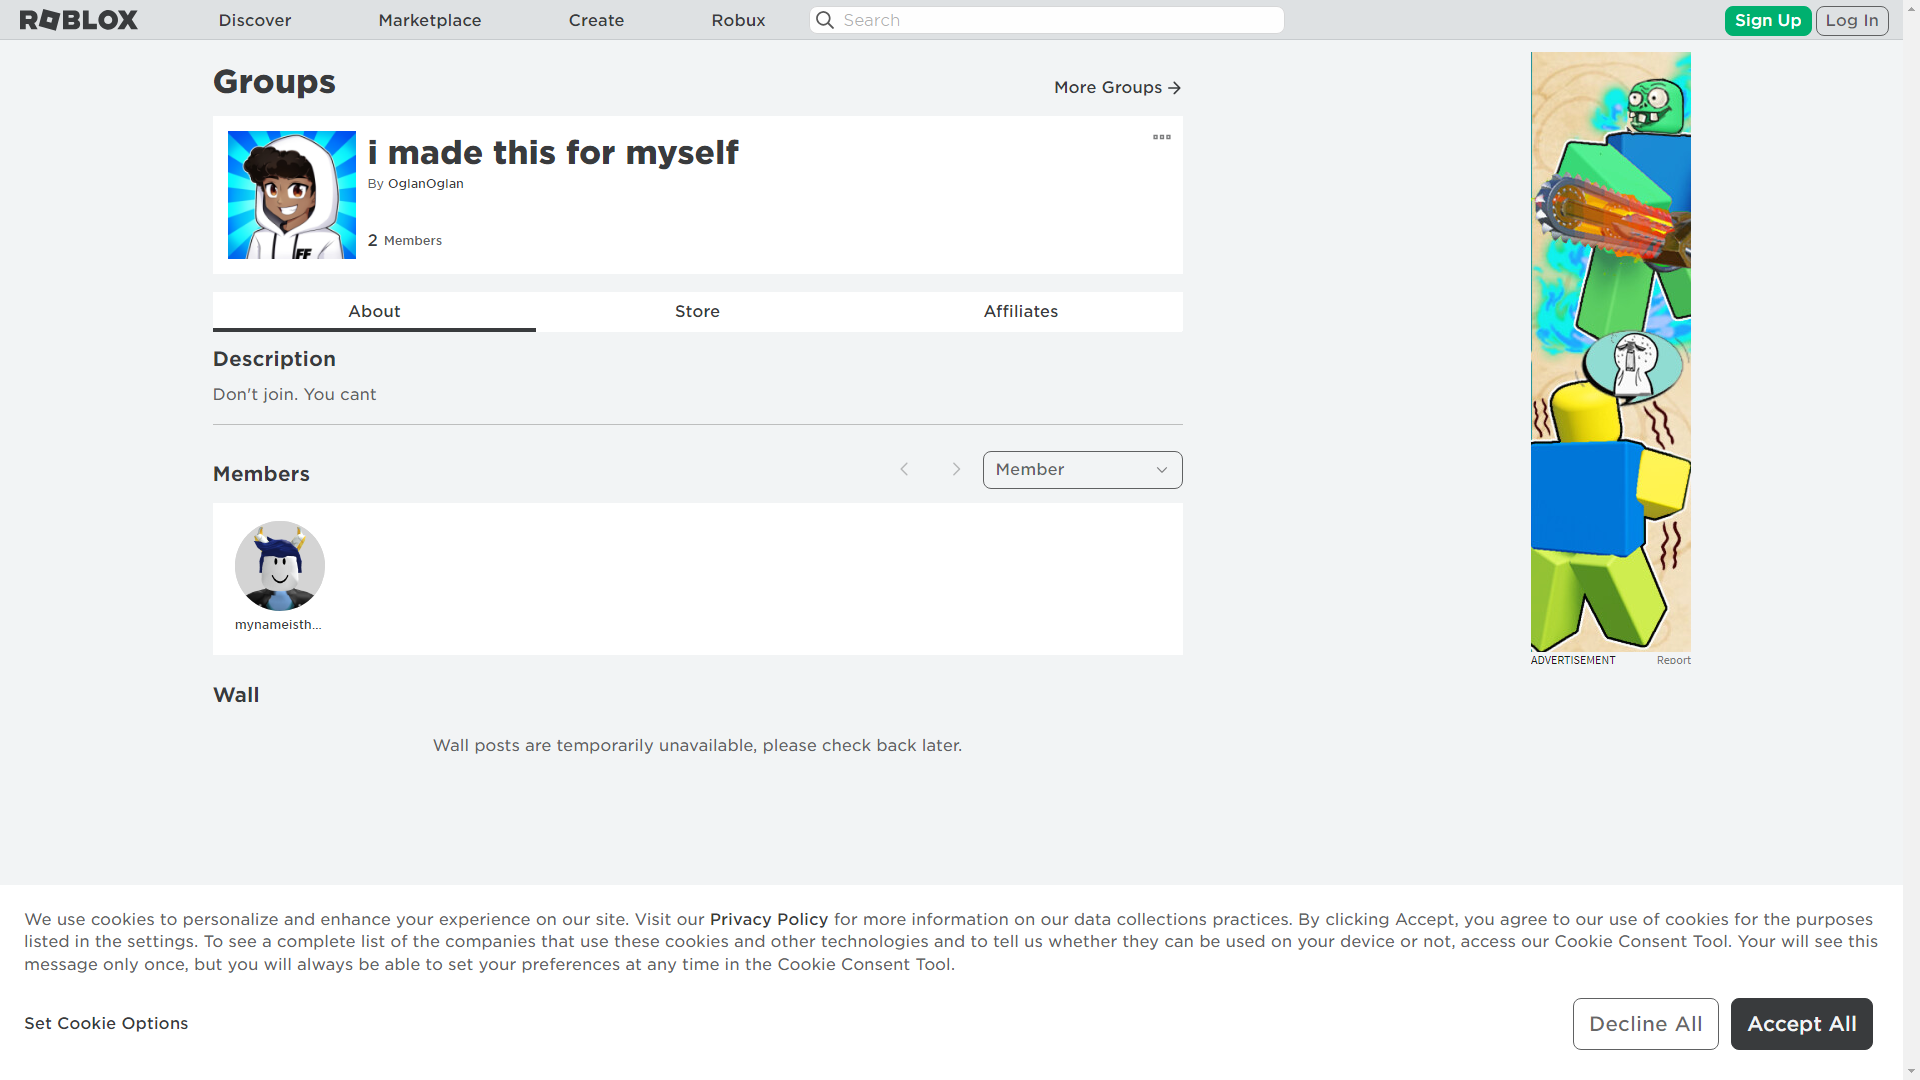 ROBLOX
Discover
Marketplace
Create
Robux
Search
Sign Up
Log In
Groups
More Groups
i made this for myself
By OglanOglan
2 Members
FF
About
Store
Affiliates
Description
Don't join. You cant
Members
Member
mynameisth...
ADVERTISEMENT
Report
Wall
Wall posts are temporarily unavailable, please check back later.
We use cookies to personalize and enhance your experience on our site. Visit our Privacy Policy for more information on our data collections practices. By clicking Accept, you agree to our use of cookies for the purposes
listed in the settings. To see a complete list of the companies that use these cookies and other technologies and to tell us whether they can be used on your device or not, access our Cookie Consent Tool. Your will see this
message only once, but you will always be able to set your preferences at any time in the Cookie Consent Tool.
Set Cookie Options
Decline All
Accept All